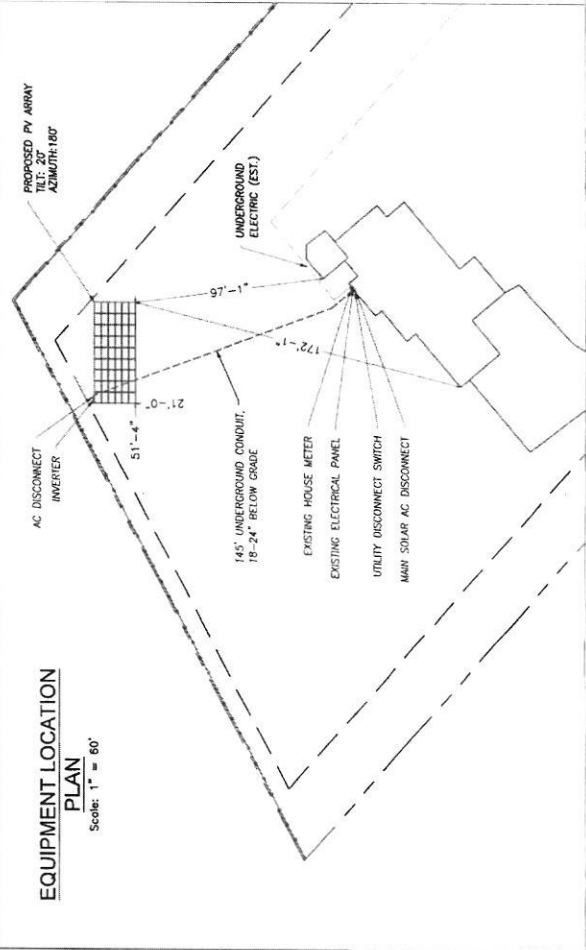 EQUIPMENT LOCATION
PLAN
Scale: 1" = 60'
AC DISCONNECT
INVERTER
PROPOSED PV ARRAY
TILT: 20°
AZIMUTH:180°
51'-4"
21'-0"
97'-1"
172'-1"
UNDERGROUND
ELECTRIC (EST.)
145' UNDERGROUND CONDUIT,
18-24" BELOW GRADE
EXISTING HOUSE METER
EXISTING ELECTRICAL PANEL
UTILITY DISCONNECT SWITCH
MAIN SOLAR AC DISCONNECT